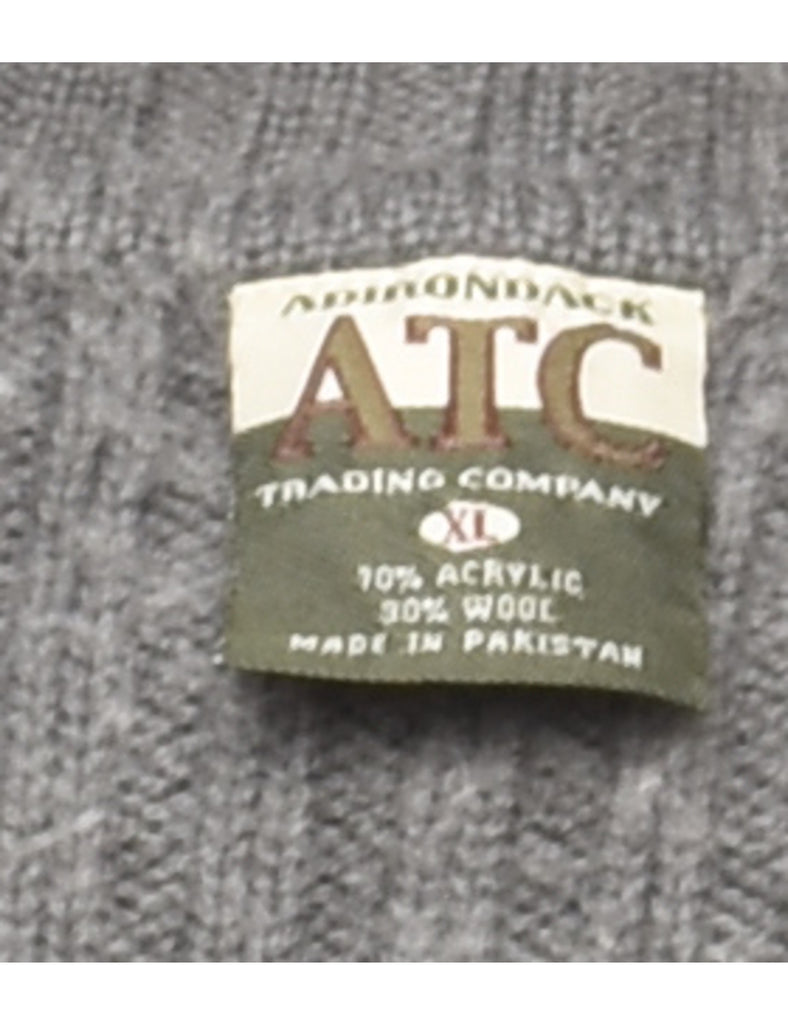 ADIRONDACK
ATC
TRADING COMPANY
XL
70% ACRYLIC
30% WOOL
MADE IN PAKISTAN